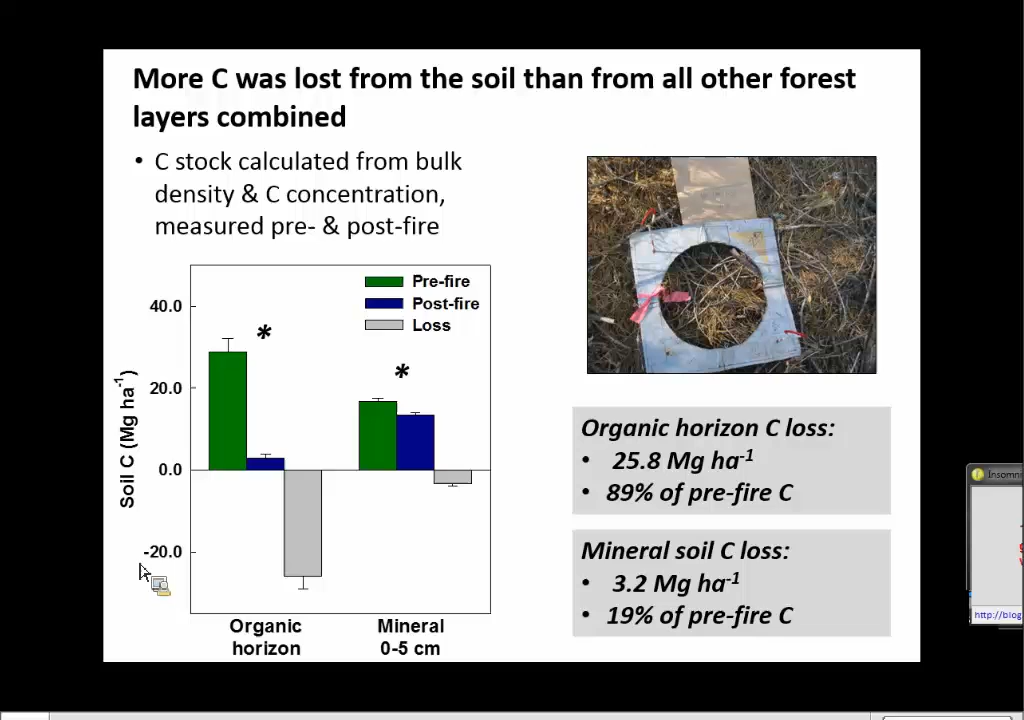 More C was lost from the soil than from all other forest
layers combined
• C stock calculated from bulk
density & C concentration,
measured pre- & post-fire
Pre-fire
Post-fire
Loss
*
*
40.0
20.0
0.0
-20.0
Soil C (Mg ha⁻¹)
Organic
horizon
Mineral
0-5 cm
Organic horizon C loss:
• 25.8 Mg ha⁻¹
• 89% of pre-fire C
Mineral soil C loss:
• 3.2 Mg ha⁻¹
• 19% of pre-fire C
Insomni
http://blog